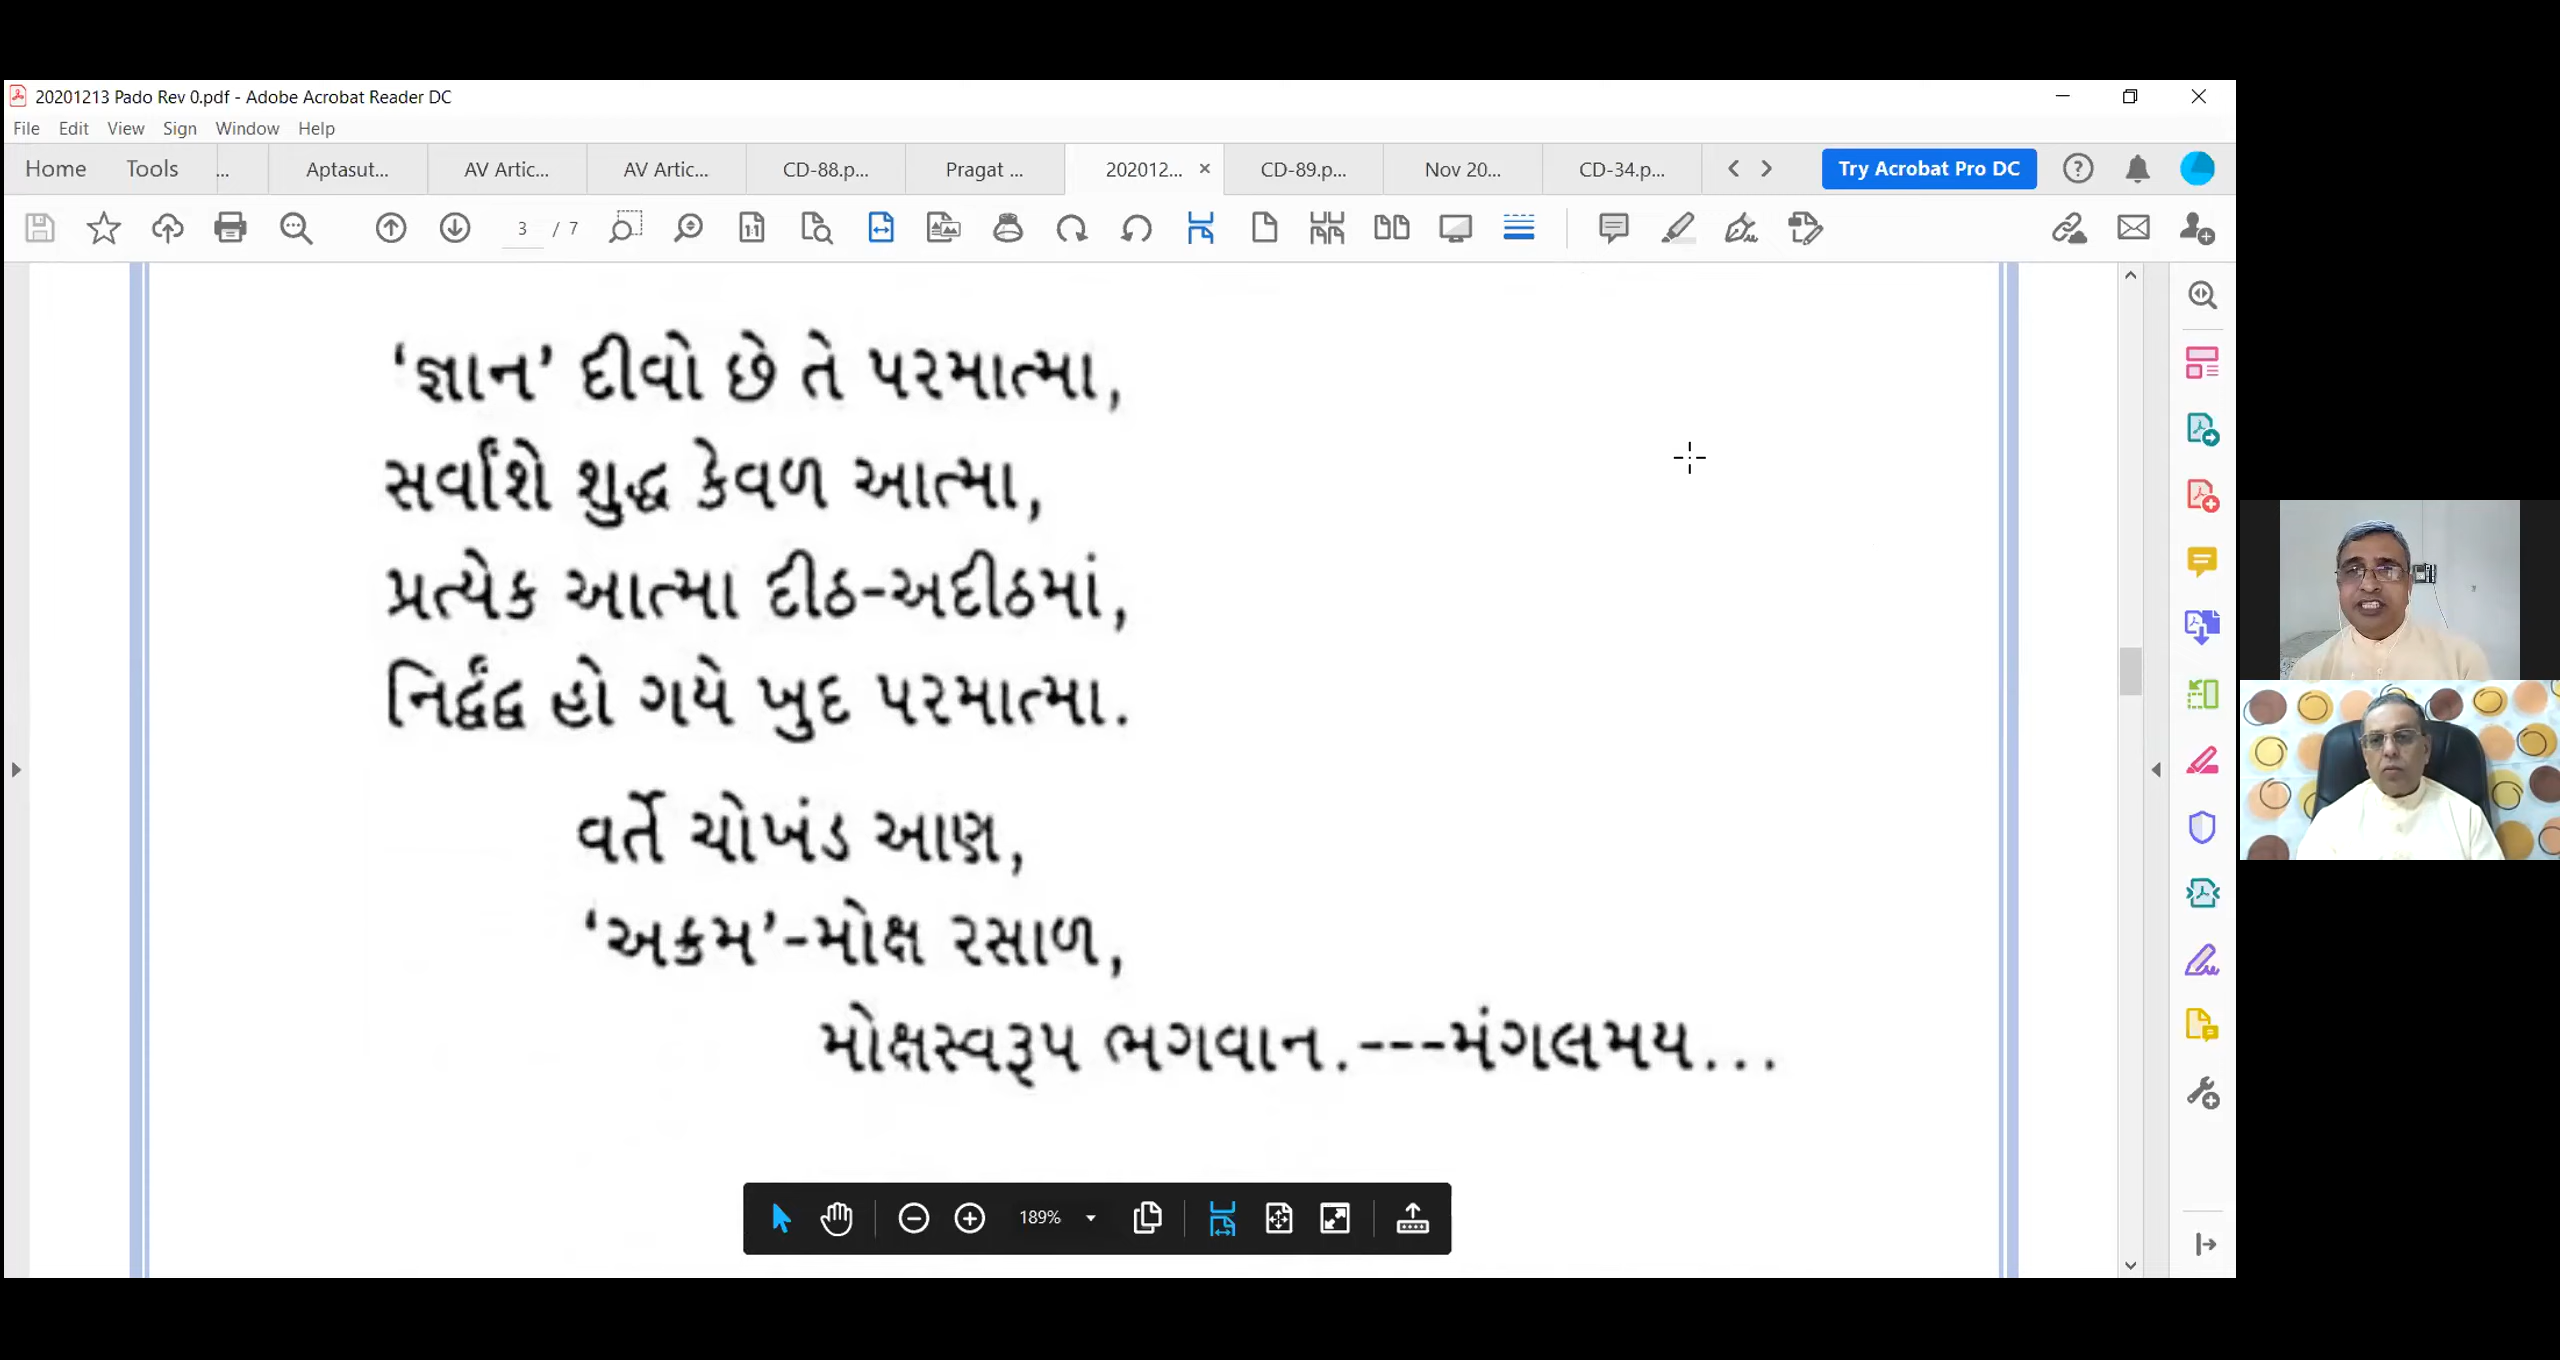 20201213 Pado Rev 0.pdf - Adobe Acrobat Reader DC
File Edit View Sign Window Help
Home Tools ... Aptasut... AV Artic... AV Artic... CD-88.p... Pragat ... 202012... CD-89.p... Nov 20... CD-34.p... Try Acrobat Pro DC
3 / 7
‘જ્ઞાન’ દીવો છે તે પરમાત્મા,
સર્વાંશે શુદ્ધ કેવળ આત્મા,
પ્રત્યેક આત્મા દીઠ-અદીઠમાં,
નિર્દ્વંદ્વ હો ગયે ખુદ પરમાત્મા.
વર્તે ચોખંડ આણ,
‘અક્રમ’-મોક્ષ રસાળ,
મોક્ષસ્વરૂપ ભગવાન.---મંગલમય...
189%